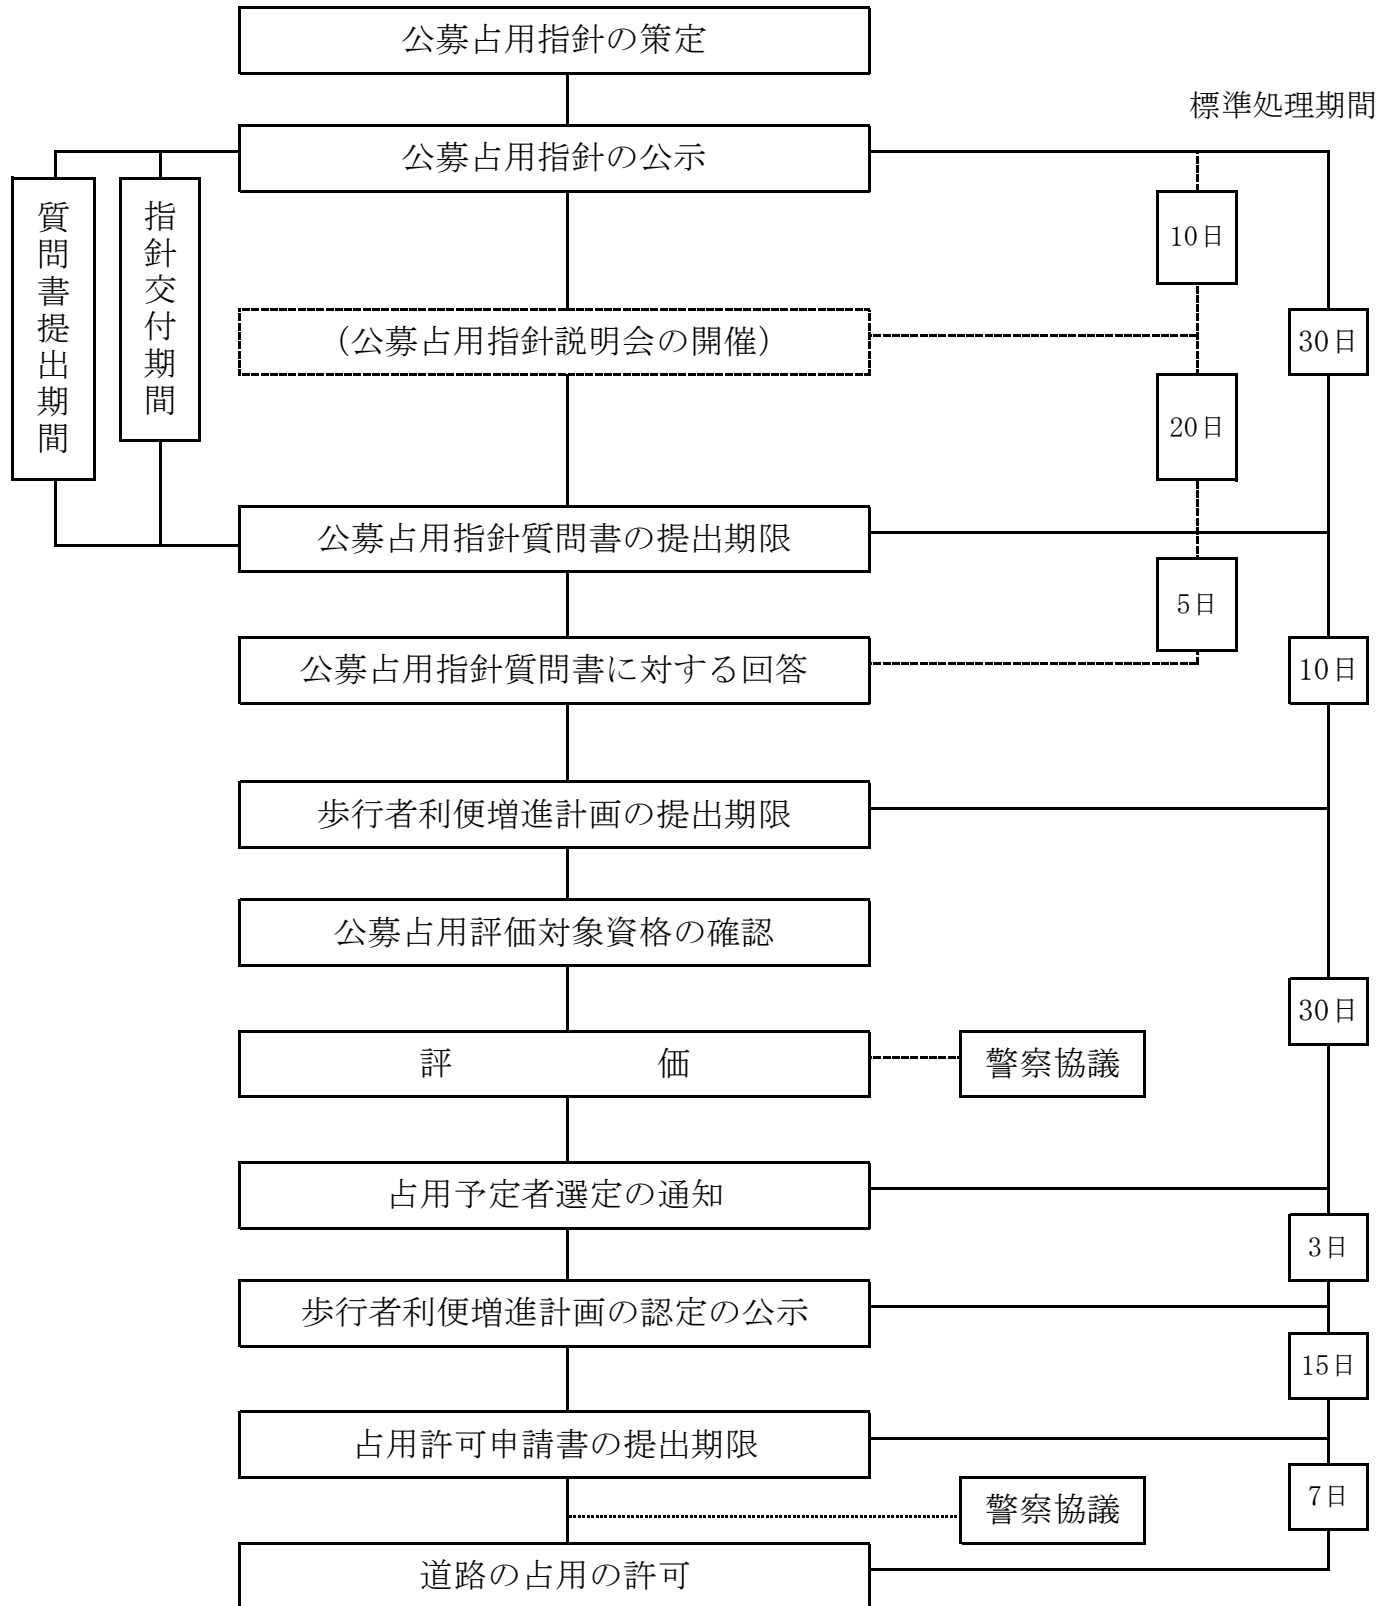 公募占用指針の策定
標準処理期間
公募占用指針の公示
質問書提出期間
指針交付期間
10日
(公募占用指針説明会の開催)
30日
20日
公募占用指針質問書の提出期限
5日
公募占用指針質問書に対する回答
10日
歩行者利便増進計画の提出期限
公募占用評価対象資格の確認
30日
評価
警察協議
占用予定者選定の通知
3日
歩行者利便増進計画の認定の公示
15日
占用許可申請書の提出期限
7日
警察協議
道路の占用の許可